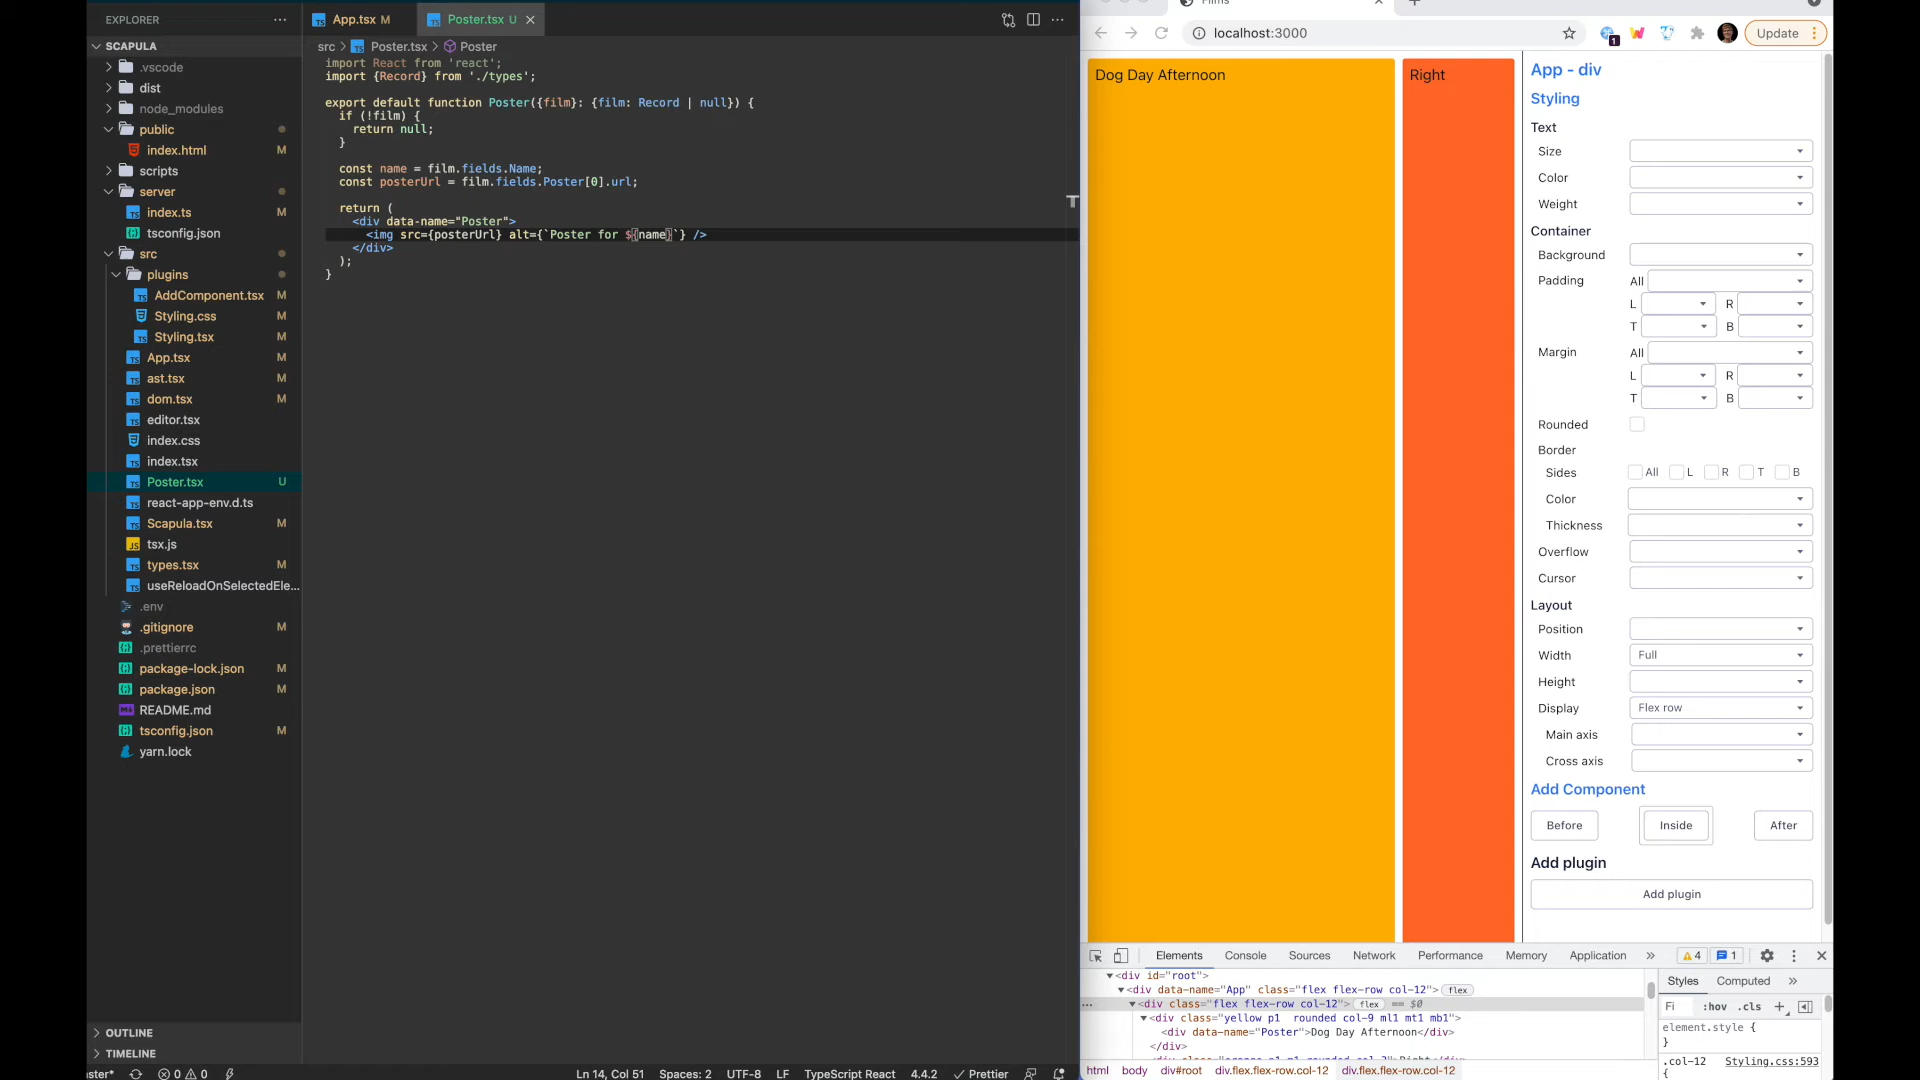 EXPLORER
SCAPULA
.vscode
dist
node_modules
public
index.html M
scripts
server
index.ts M
tsconfig.json
src
plugins
AddComponent.tsx M
Styling.css M
Styling.tsx M
App.tsx M
ast.tsx M
dom.tsx M
editor.tsx
index.css
index.tsx
Poster.tsx U
react-app-env.d.ts
Scapula.tsx M
tsx.js
types.tsx M
useReloadOnSelectedEle...
.env
.gitignore M
.prettierrc
package-lock.json M
package.json M
README.md
tsconfig.json M
yarn.lock
OUTLINE
TIMELINE
App.tsx M
Poster.tsx U
src > Poster.tsx > Poster
import React from 'react';
import {Record} from './types';
export default function Poster({film}: {film: Record | null}) {
if (!film) {
return null;
}
const name = film.fields.Name;
const posterUrl = film.fields.Poster[0].url;
return (
<div data-name="Poster">
<img src={posterUrl} alt={`Poster for ${name}`} />
</div>
);
}
ster* 0 0
Ln 14, Col 51 Spaces: 2 UTF-8 LF TypeScript React 4.4.2 Prettier
Films
localhost:3000
1
Update
Dog Day Afternoon
Right
App - div
Styling
Text
Size
Color
Weight
Container
Background
Padding All
L R
T B
Margin All
L R
T B
Rounded
Border
Sides All L R T B
Color
Thickness
Overflow
Cursor
Layout
Position
Width Full
Height
Display Flex row
Main axis
Cross axis
Add Component
Before Inside After
Add plugin
Add plugin
Elements Console Sources Network Performance Memory Application » 4 1
<div id="root">
<div data-name="App" class="flex flex-row col-12"> flex
<div class="flex flex-row col-12"> flex == $0
<div class="yellow p1  rounded col-9 ml1 mt1 mb1">
<div data-name="Poster">Dog Day Afternoon</div>
</div>
html body div#root div.flex.flex-row.col-12 div.flex.flex-row.col-12
Styles Computed »
Fi :hov .cls +
element.style {
}
.col-12 Styling.css:593
{